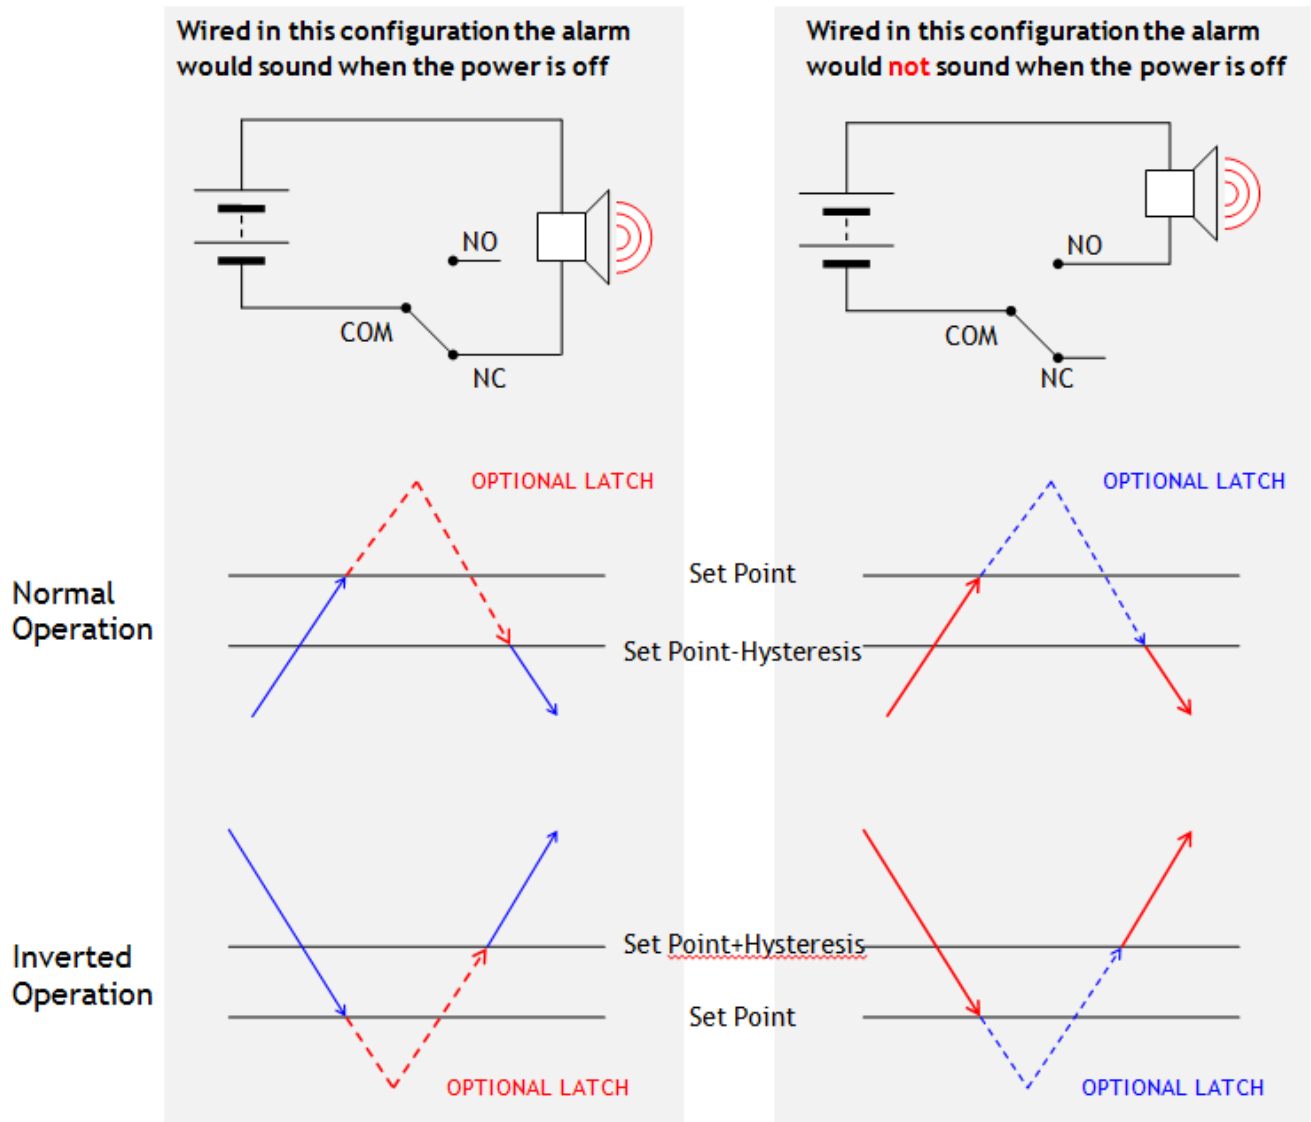 Wired in this configuration the alarm
would sound when the power is off
Wired in this configuration the alarm
would not sound when the power is off
NO
COM
NC
NO
COM
NC
OPTIONAL LATCH
OPTIONAL LATCH
Normal
Operation
Set Point
Set Point-Hysteresis
Inverted
Operation
Set Point+Hysteresis
Set Point
OPTIONAL LATCH
OPTIONAL LATCH